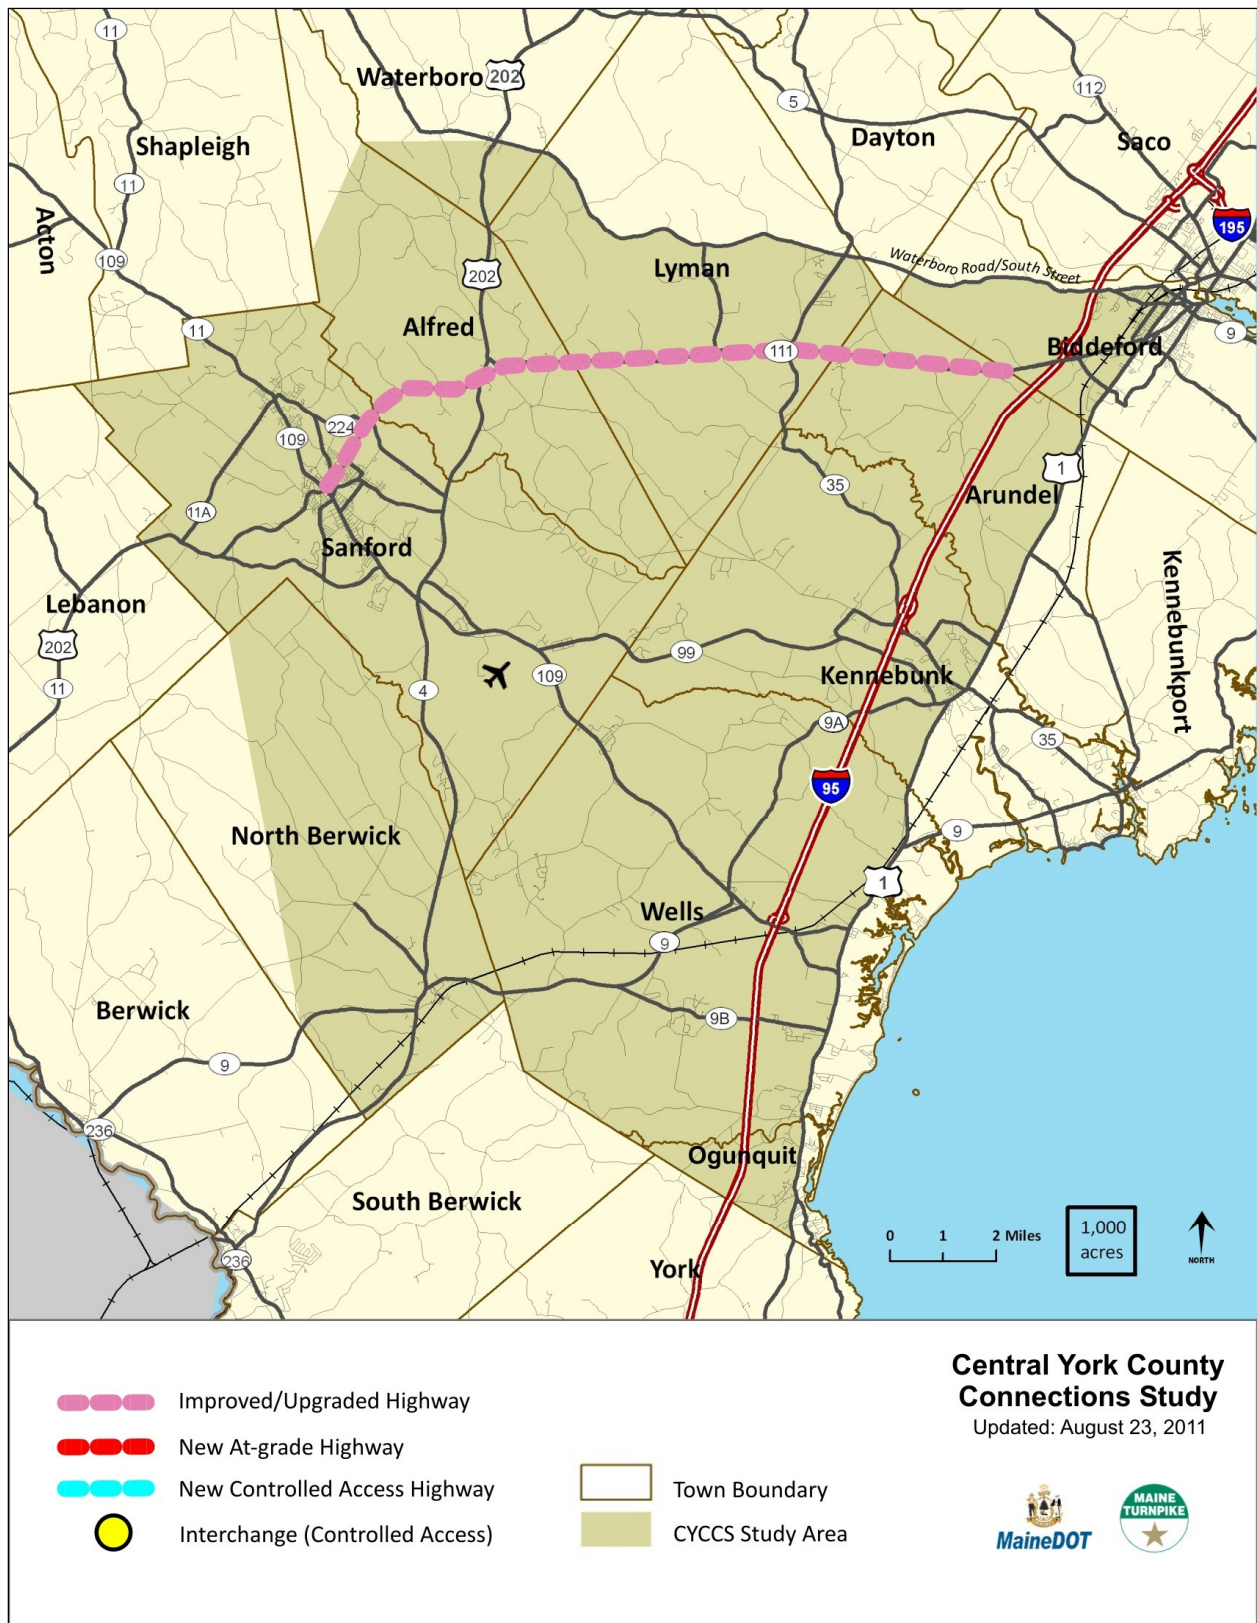 11
Waterboro
202
5
112
Dayton
Saco
Shapleigh
11
Acton
195
109
202
Lyman
Waterboro Road/South Street
11
Alfred
9
111
Biddeford
224
109
1
35
Arundel
11A
Sanford
Kennebunkport
Lebanon
202
99
109
Kennebunk
11
4
9A
35
95
North Berwick
9
1
Wells
9
Berwick
9B
9
236
Ogunquit
South Berwick
0 1 2 Miles
1,000
acres
NORTH
236
York
Central York County
Connections Study
Updated: August 23, 2011
Improved/Upgraded Highway
New At-grade Highway
New Controlled Access Highway
Interchange (Controlled Access)
Town Boundary
CYCCS Study Area
MaineDOT
MAINE
TURNPIKE